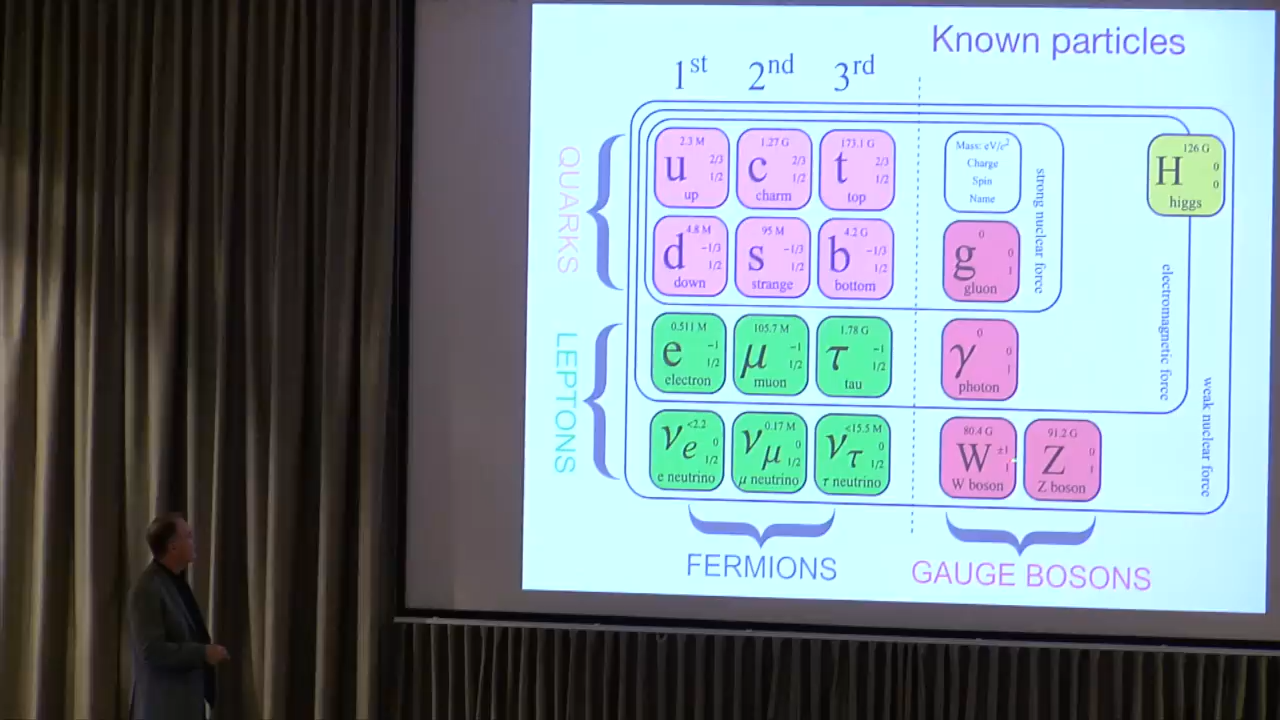 Known particles
1st 2nd 3rd
QUARKS
2.3 M
u 2/3
1/2
up
1.27 G
c 2/3
1/2
charm
173.1 G
t 2/3
1/2
top
Mass: eV/c²
Charge
Spin
Name
strong nuclear force
126 G
H 0
0
higgs
4.8 M
d −1/3
1/2
down
95 M
s −1/3
1/2
strange
4.2 G
b −1/3
1/2
bottom
0
g 0
1
gluon
electromagnetic force
LEPTONS
0.511 M
e −1
1/2
electron
105.7 M
μ −1
1/2
muon
1.78 G
τ −1
1/2
tau
0
γ 0
1
photon
weak nuclear force
<2.2
νe 0
1/2
e neutrino
0.17 M
νμ 0
1/2
μ neutrino
<15.5 M
ντ 0
1/2
τ neutrino
80.4 G
W ±1
1
W boson
91.2 G
Z 0
1
Z boson
FERMIONS
GAUGE BOSONS